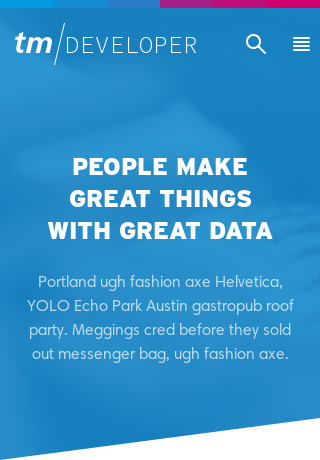 tm/DEVELOPER
PEOPLE MAKE
GREAT THINGS
WITH GREAT DATA
Portland ugh fashion axe Helvetica,
YOLO Echo Park Austin gastropub roof
party. Meggings cred before they sold
out messenger bag, ugh fashion axe.